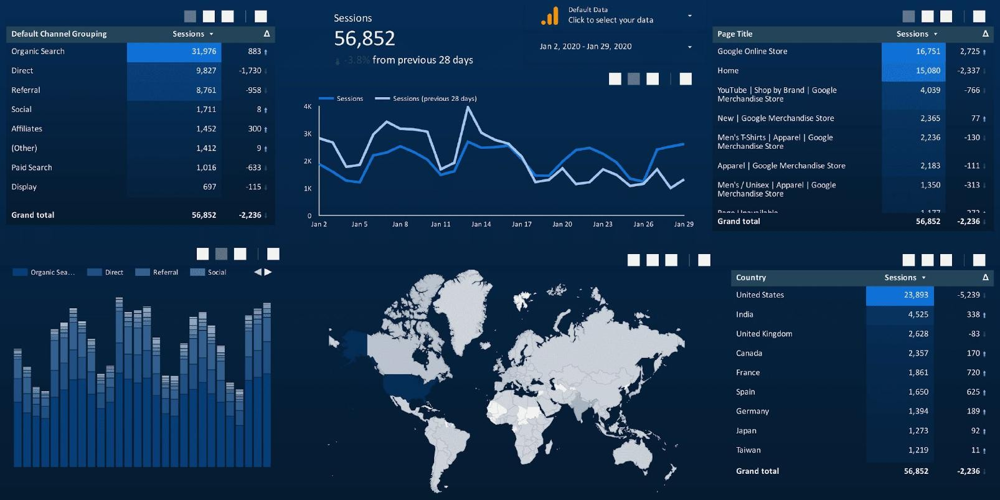 Default Channel Grouping Sessions Δ
Organic Search 31,976 883
Direct 9,827 -1,730
Referral 8,761 -958
Social 1,711 8
Affiliates 1,452 300
(Other) 1,412 9
Paid Search 1,016 -633
Display 697 -115
Grand total 56,852 -2,236
Sessions
56,852
-3.8% from previous 28 days
Default Data
Click to select your data
Jan 2, 2020 - Jan 29, 2020
Sessions Sessions (previous 28 days)
4K
3K
2K
1K
0
Jan 2 Jan 5 Jan 8 Jan 11 Jan 14 Jan 17 Jan 20 Jan 23 Jan 26 Jan 29
Page Title Sessions Δ
Google Online Store 16,751 2,725
Home 15,080 -2,337
YouTube | Shop by Brand | Google 4,039 -766
Merchandise Store
New | Google Merchandise Store 2,365 77
Men's T-Shirts | Apparel | Google 2,236 -130
Merchandise Store
Apparel | Google Merchandise Store 2,183 -111
Men's / Unisex | Apparel | Google 1,350 -313
Merchandise Store
Grand total 56,852 -2,236
Organic Sea... Direct Referral Social
Country Sessions Δ
United States 23,893 -5,239
India 4,525 338
United Kingdom 2,628 -83
Canada 2,357 170
France 1,861 720
Spain 1,650 625
Germany 1,394 189
Japan 1,273 92
Taiwan 1,219 11
Grand total 56,852 -2,236